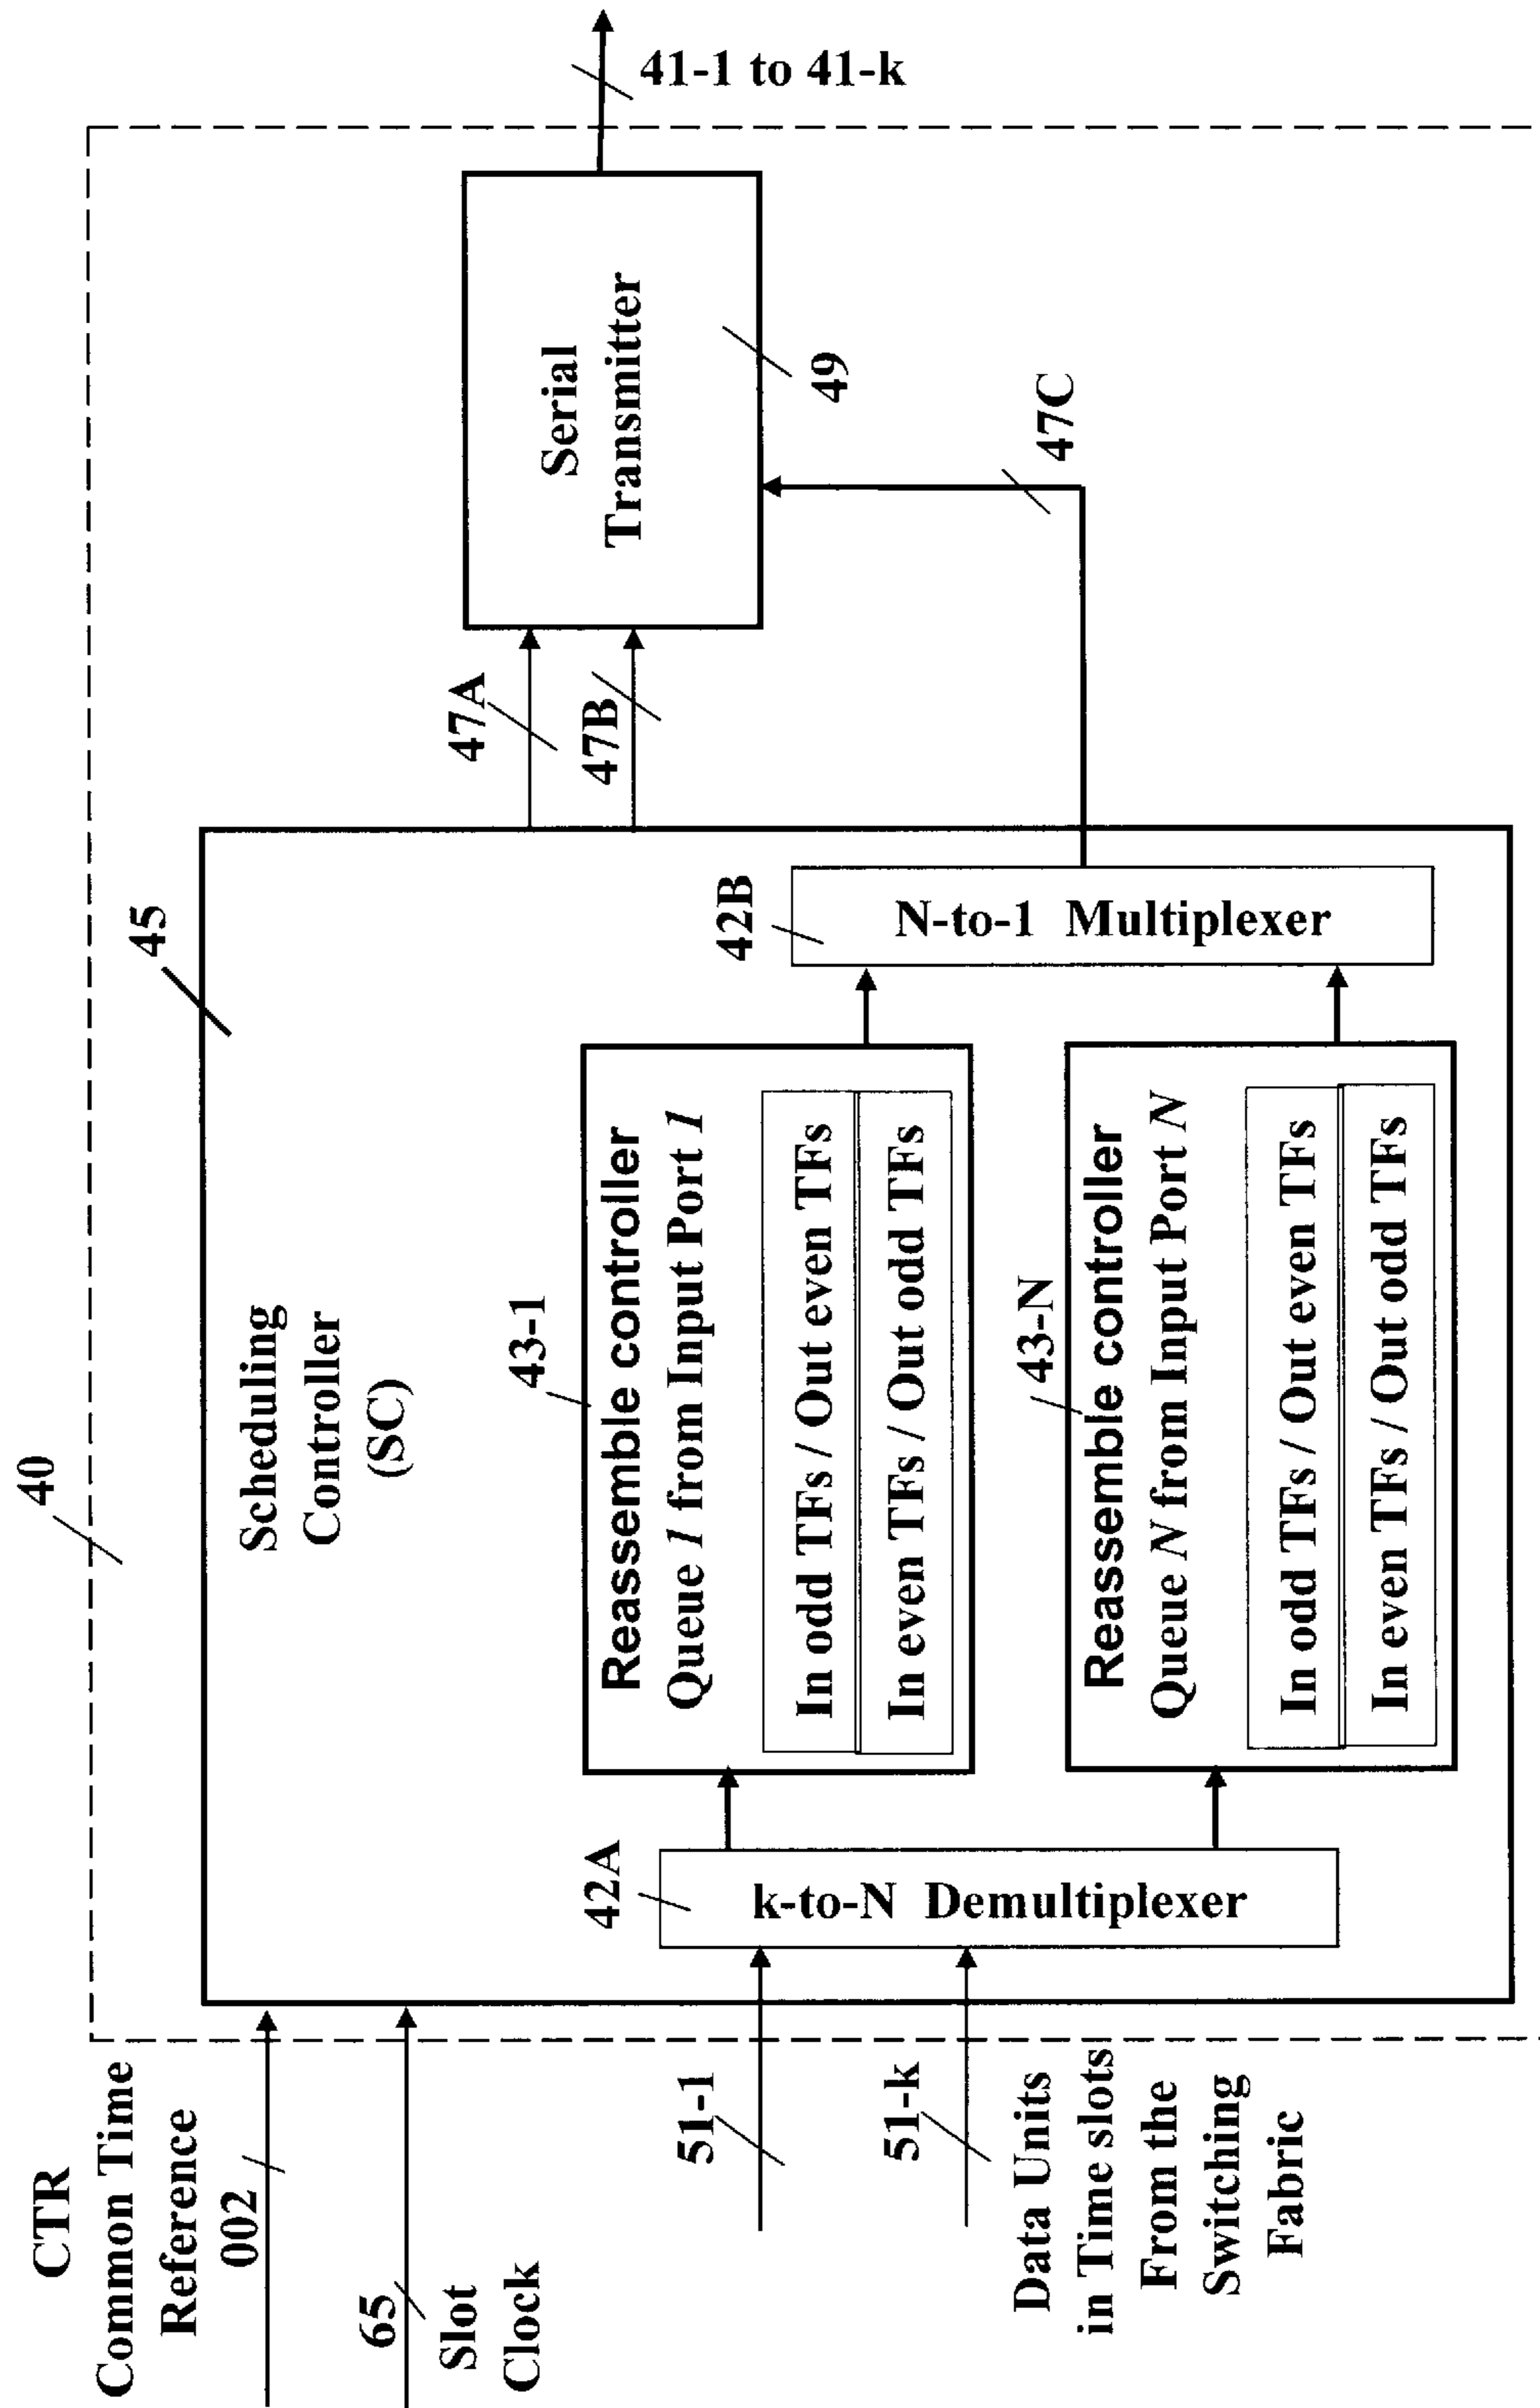 CTR
Common Time
Reference
002
65
Slot
Clock
51-1
51-k
Data Units
in Time slots
From the
Switching
Fabric
40
45
Scheduling
Controller
(SC)
42A
k-to-N Demultiplexer
43-1
Reassemble controller
Queue 1 from Input Port 1
In odd TFs / Out even TFs
In even TFs / Out odd TFs
43-N
Reassemble controller
Queue N from Input Port N
In odd TFs / Out even TFs
In even TFs / Out odd TFs
42B
N-to-1 Multiplexer
47A
47B
47C
Serial
Transmitter
49
41-1 to 41-k